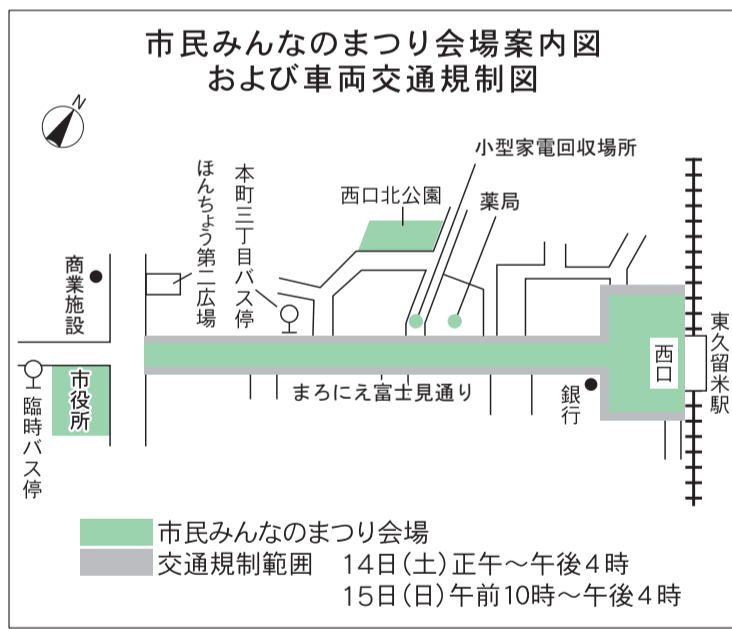 市民みんなのまつり会場案内図
および車両交通規制図
N
小型家電回収場所
薬局
西口北公園
本町三丁目バス停
ほんちょう第二広場
商業施設
市役所
臨時バス停
まろにえ富士見通り
銀行
西口
東久留米駅
市民みんなのまつり会場
交通規制範囲 14日(土)正午～午後4時
15日(日)午前10時～午後4時